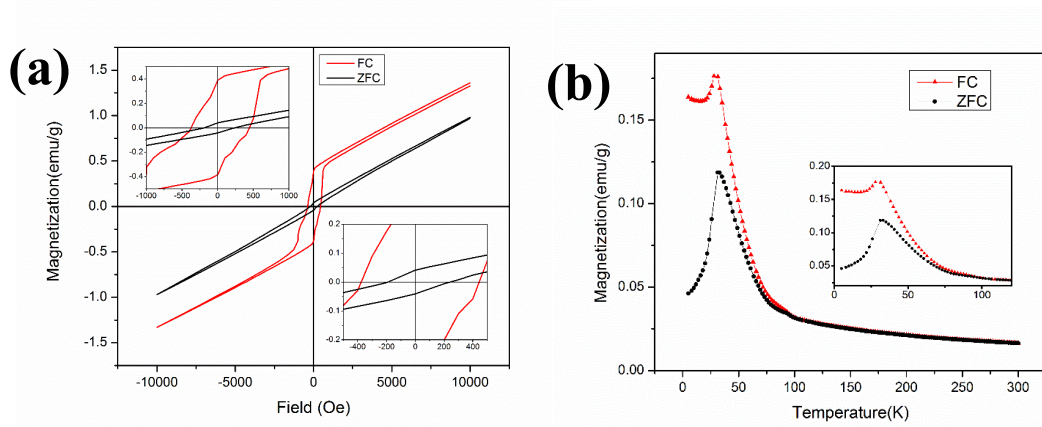 (a)
Magnetization(emu/g)
1.5
1.0
0.5
0.0
-0.5
-1.0
-1.5
-10000 -5000 0 5000 10000
Field (Oe)
FC
ZFC
0.4
0.2
0.0
-0.2
-0.4
-1000 -500 0 500 1000
0.2
0.1
0.0
-0.1
-0.2
-400 -200 0 200 400
(b)
Magnetization(emu/g)
0.15
0.10
0.05
0.00
0 50 100 150 200 250 300
Temperature(K)
FC
ZFC
0.20
0.15
0.10
0.05
0 50 100